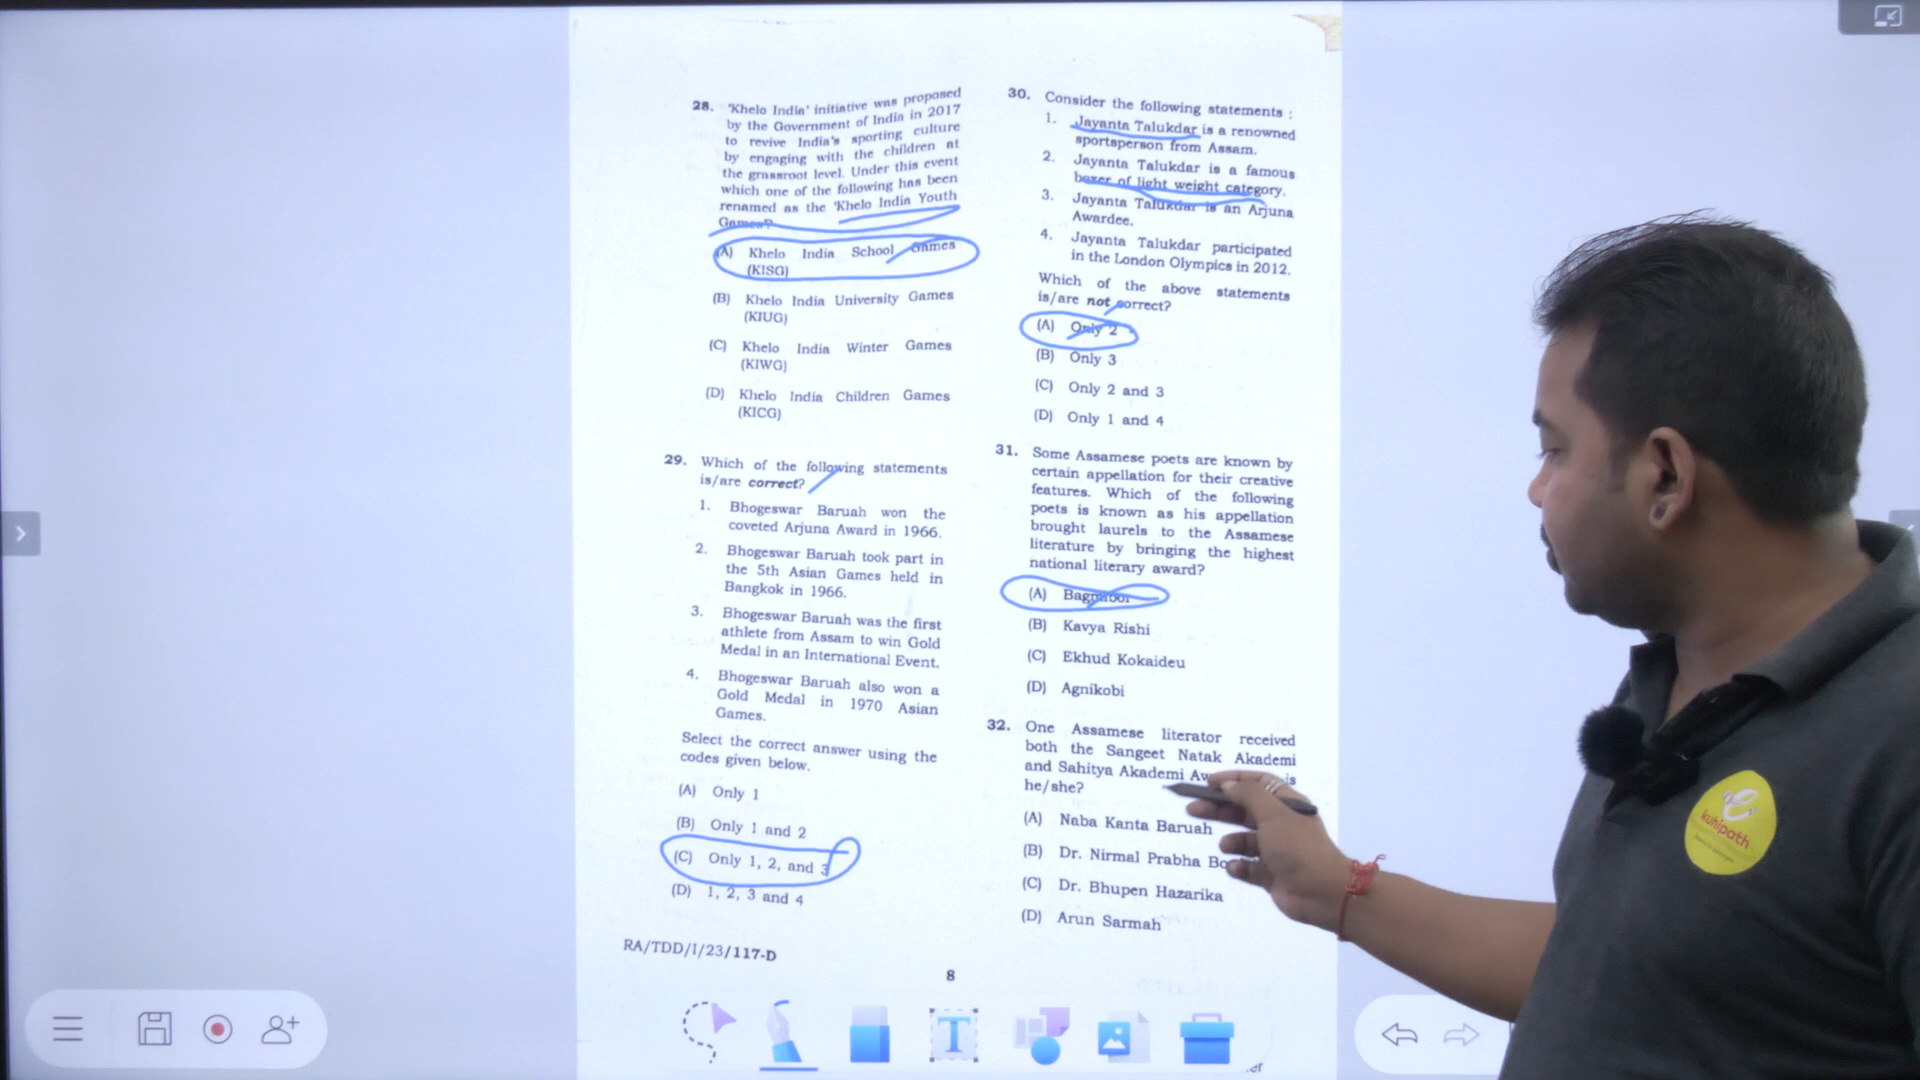 28. 'Khelo India' initiative was proposed
by the Government of India in 2017
to revive India's sporting culture
by engaging with the children at
the grassroot level. Under this event
which one of the following has been
renamed as the 'Khelo India Youth
Games'?
(A) Khelo India School Games
(KISG)
(B) Khelo India University Games
(KIUG)
(C) Khelo India Winter Games
(KIWG)
(D) Khelo India Children Games
(KICG)
29. Which of the following statements
is/are correct?
1. Bhogeswar Baruah won the
coveted Arjuna Award in 1966.
2. Bhogeswar Baruah took part in
the 5th Asian Games held in
Bangkok in 1966.
3. Bhogeswar Baruah was the first
athlete from Assam to win Gold
Medal in an International Event.
4. Bhogeswar Baruah also won a
Gold Medal in 1970 Asian
Games.
Select the correct answer using the
codes given below.
(A) Only 1
(B) Only 1 and 2
(C) Only 1, 2, and 3
(D) 1, 2, 3 and 4
RA/TDD/I/23/117-D
8
30. Consider the following statements :
1. Jayanta Talukdar is a renowned
sportsperson from Assam.
2. Jayanta Talukdar is a famous
boxer of light weight category.
3. Jayanta Talukdar is an Arjuna
Awardee.
4. Jayanta Talukdar participated
in the London Olympics in 2012.
Which of the above statements
is/are not correct?
(A) Only 2
(B) Only 3
(C) Only 2 and 3
(D) Only 1 and 4
31. Some Assamese poets are known by
certain appellation for their creative
features. Which of the following
poets is known as his appellation
brought laurels to the Assamese
literature by bringing the highest
national literary award?
(A)
(B) Kavya Rishi
(C) Ekhud Kokaideu
(D) Agnikobi
32. One Assamese literator received
both the Sangeet Natak Akademi
and Sahitya Akademi is
he/she?
(A) Naba Kanta Baruah
(B) Dr. Nirmal Prabha
(C) Dr. Bhupen Hazarika
(D) Arun Sarmah
kuhipath
T